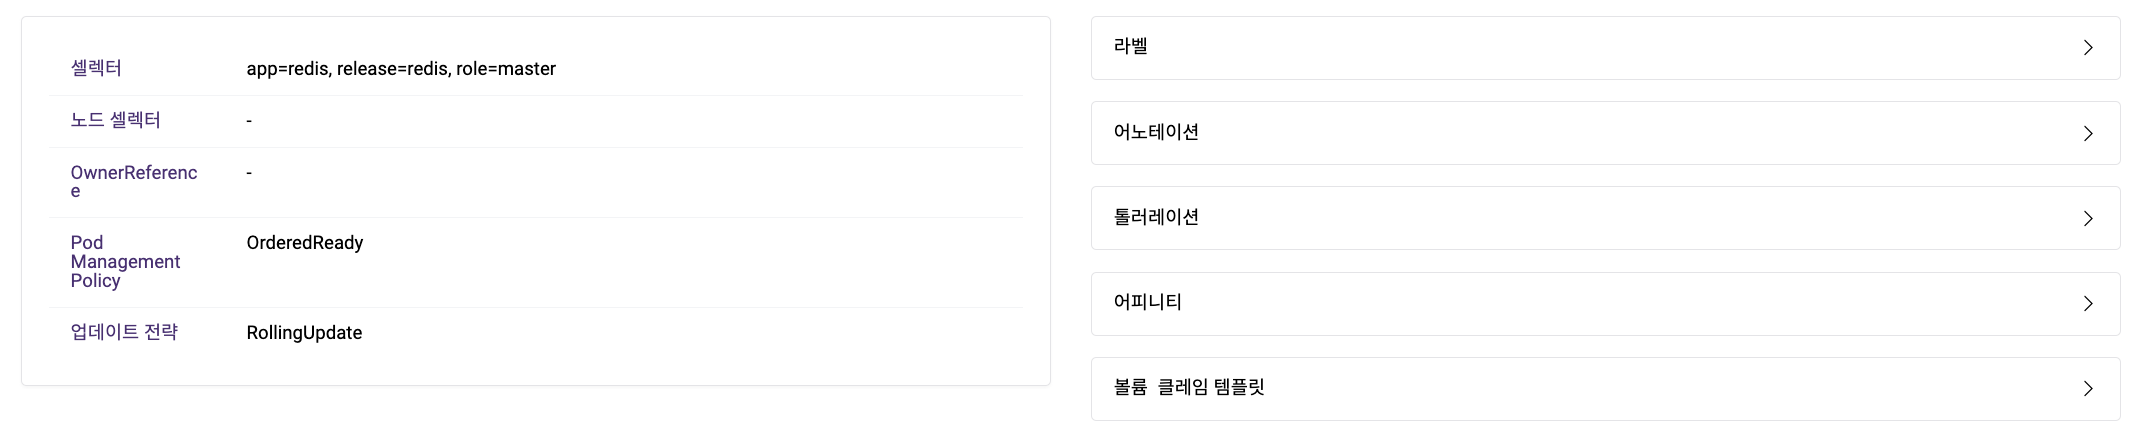 셀렉터 app=redis, release=redis, role=master
노드 셀렉터 -
OwnerReferenc -
e
Pod OrderedReady
Management
Policy
업데이트 전략 RollingUpdate
라벨
어노테이션
톨러레이션
어피니티
볼륨 클레임 템플릿